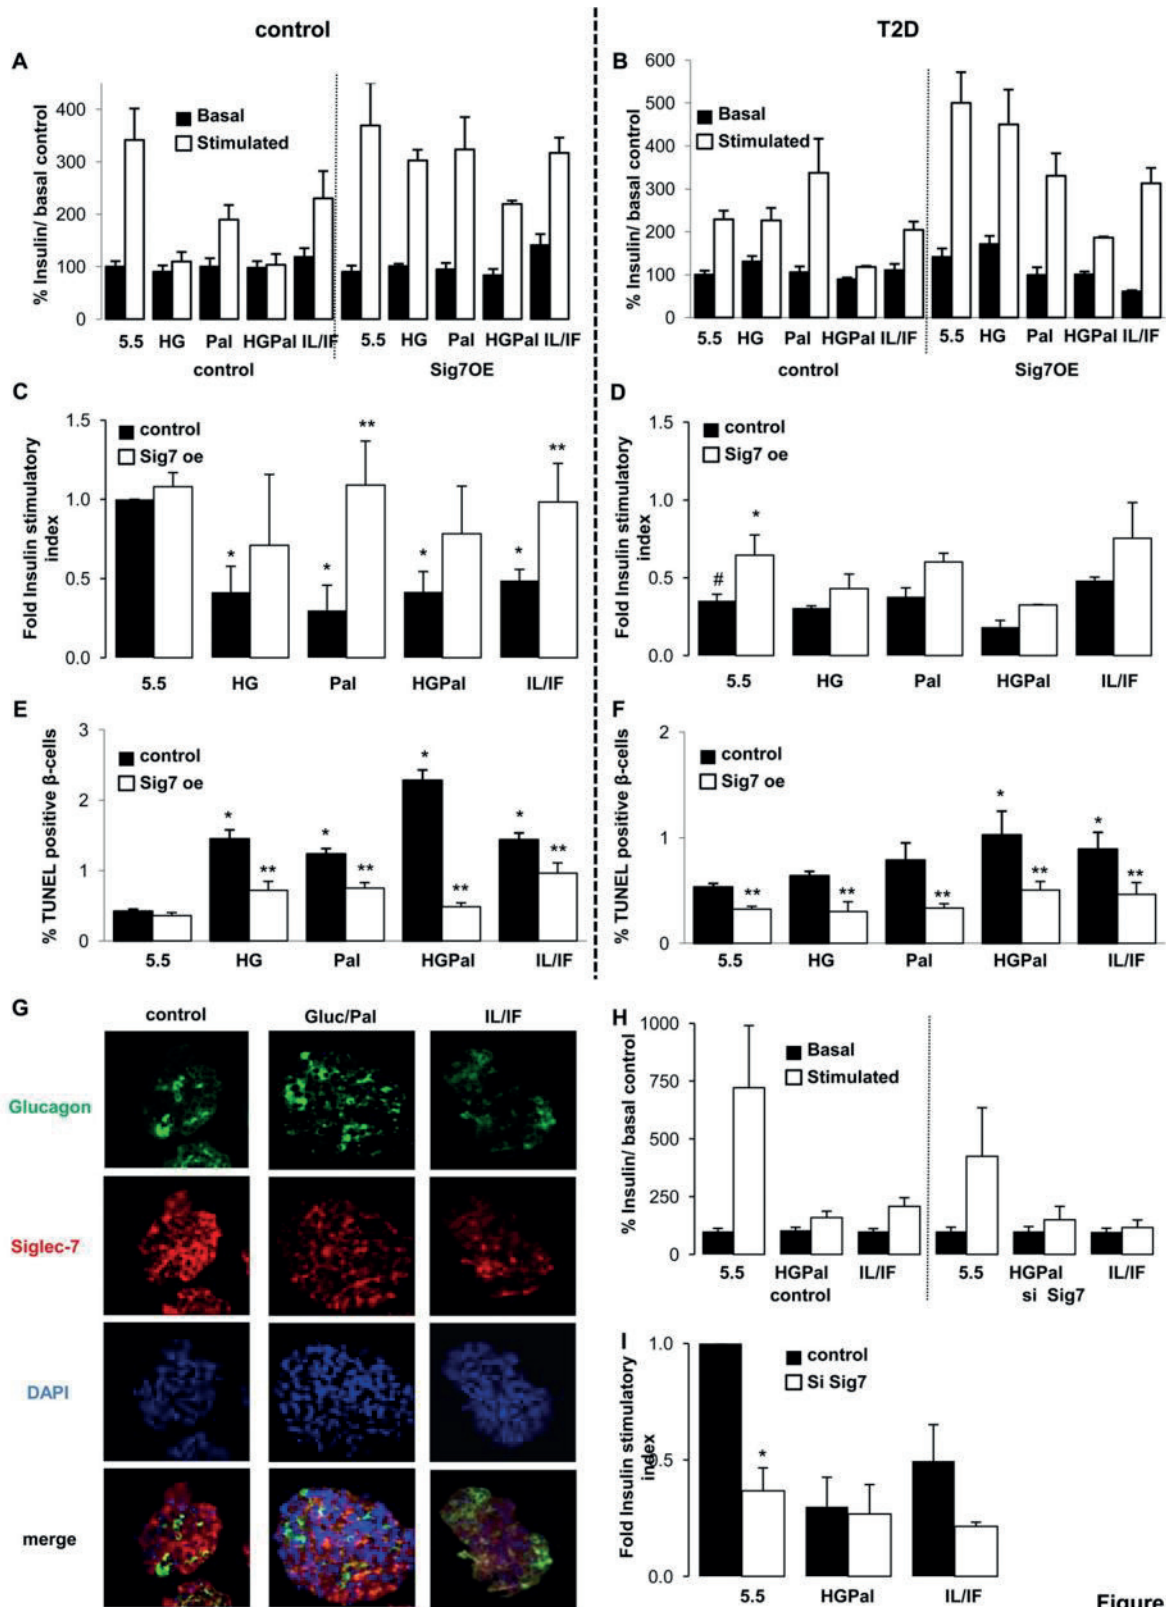 control
T2D
A
% Insulin/ basal control
400
300
200
100
0
Basal
Stimulated
5.5 HG Pal HGPal IL/IF 5.5 HG Pal HGPal IL/IF
control Sig7OE
B
% Insulin/ basal control
600
500
400
300
200
100
0
Basal
Stimulated
5.5 HG Pal HGPal IL/IF 5.5 HG Pal HGPal IL/IF
control Sig7OE
C
Fold Insulin stimulatory
index
1.5
1.0
0.5
0.0
control
Sig7 oe
* * ** * * **
5.5 HG Pal HGPal IL/IF
D
Fold Insulin stimulatory
index
1.5
1.0
0.5
0.0
control
Sig7 oe
# *
5.5 HG Pal HGPal IL/IF
E
% TUNEL positive β-cells
3
2
1
0
control
Sig7 oe
* ** * ** * ** * **
5.5 HG Pal HGPal IL/IF
F
% TUNEL positive β-cells
2
1
0
control
Sig7 oe
** ** ** * ** * **
5.5 HG Pal HGPal IL/IF
G
control Gluc/Pal IL/IF
Glucagon
Siglec-7
DAPI
merge
H
% Insulin/ basal control
1000
750
500
250
0
Basal
Stimulated
5.5 HGPal IL/IF 5.5 HGPal IL/IF
control si Sig7
I
Fold Insulin stimulatory
index
1.0
0.5
0.0
control
Si Sig7
*
5.5 HGPal IL/IF
Figure